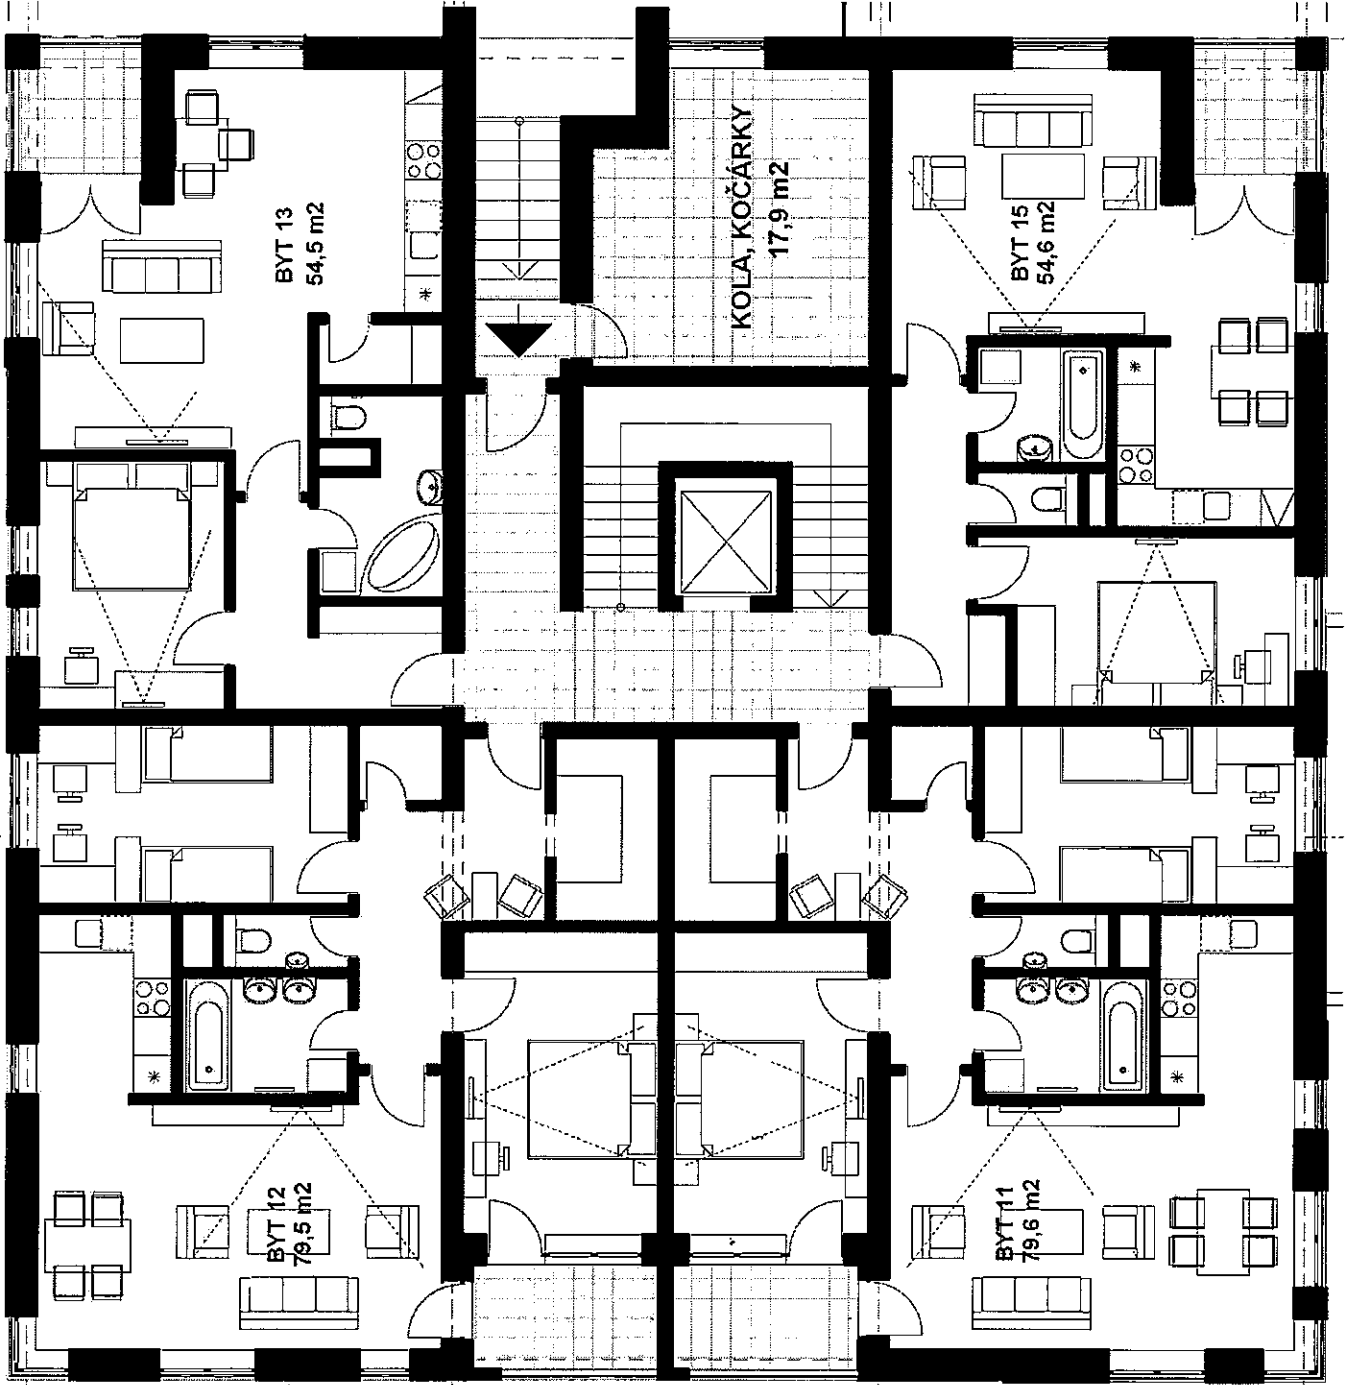 BYT 13
54,5 m2
KOLA, KOČÁRKY
17,9 m2
BYT 15
54,6 m2
BYT 12
79,5 m2
BYT 11
79,6 m2